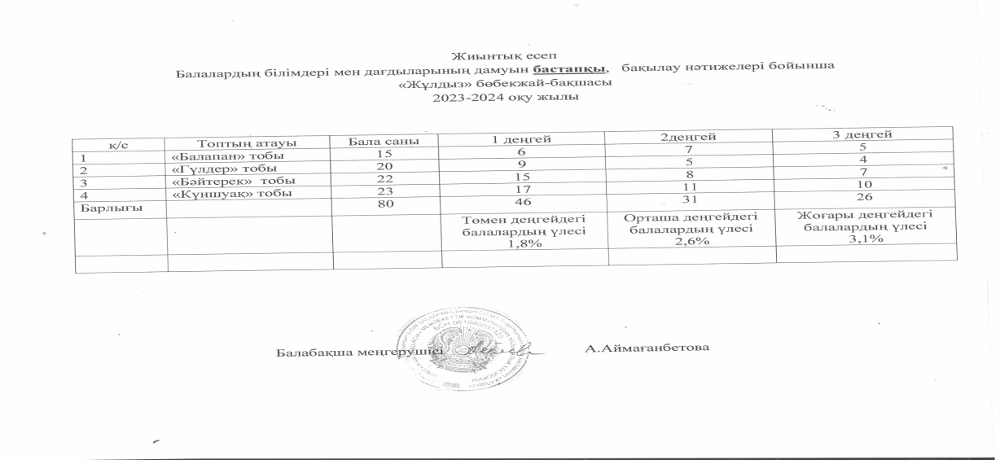 Жиынтық есеп
Балалардың білімдері мен дағдыларының дамуын бастапқы, бақылау нәтижелері бойынша
«Жұлдыз» бөбекжай-бақшасы
2023-2024 оқу жылы
қ/с Топтың атауы Бала саны 1 деңгей 2деңгей 3 деңгей
1 «Балапан» тобы 15 6 7 5
2 «Гүлдер» тобы 20 9 5 4
3 «Бәйтерек» тобы 22 15 8 7
4 «Күншуақ» тобы 23 17 11 10
Барлығы 80 46 31 26
Төмен деңгейдегі балалардың үлесі 1,8% Орташа деңгейдегі балалардың үлесі 2,6% Жоғары деңгейдегі балалардың үлесі 3,1%
Балабақша меңгерушісі А.Аймағанбетова